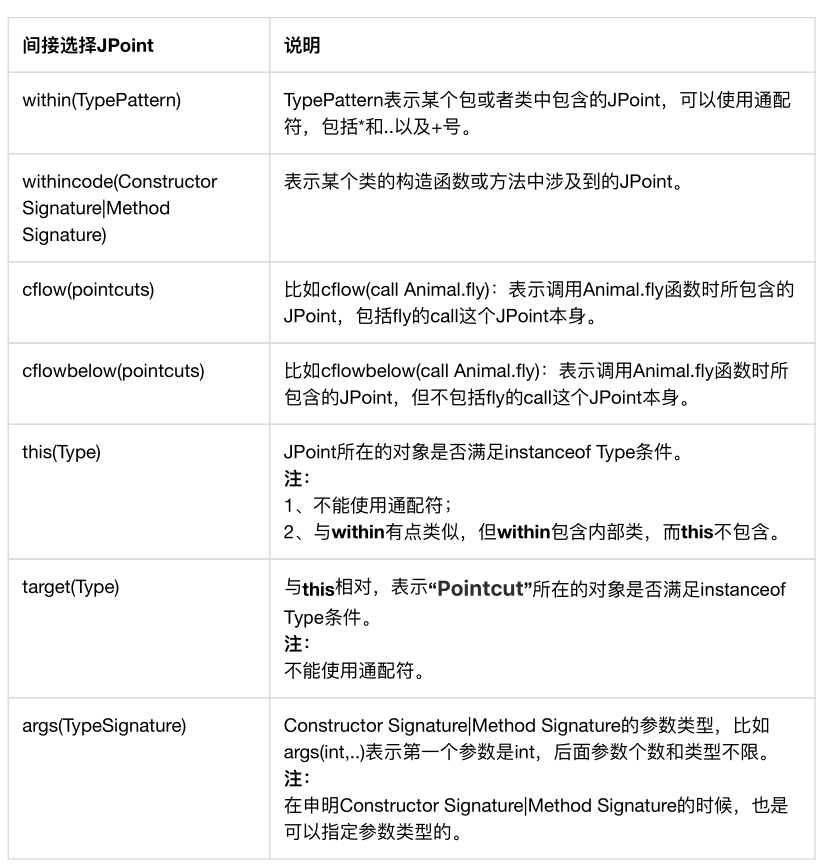 间接选择JPoint
说明
within(TypePattern)
TypePattern表示某个包或者类中包含的JPoint，可以使用通配
符，包括*和..以及+号。
withincode(Constructor
Signature|Method
Signature)
表示某个类的构造函数或方法中涉及到的JPoint。
cflow(pointcuts)
比如cflow(call Animal.fly)：表示调用Animal.fly函数时所包含的
JPoint，包括fly的call这个JPoint本身。
cflowbelow(pointcuts)
比如cflowbelow(call Animal.fly)：表示调用Animal.fly函数时所
包含的JPoint，但不包括fly的call这个JPoint本身。
this(Type)
JPoint所在的对象是否满足instanceof Type条件。
注：
1、不能使用通配符；
2、与within有点类似，但within包含内部类，而this不包含。
target(Type)
与this相对，表示“Pointcut”所在的对象是否满足instanceof
Type条件。
注：
不能使用通配符。
args(TypeSignature)
Constructor Signature|Method Signature的参数类型，比如
args(int,..)表示第一个参数是int，后面参数个数和类型不限。
注：
在申明Constructor Signature|Method Signature的时候，也是
可以指定参数类型的。